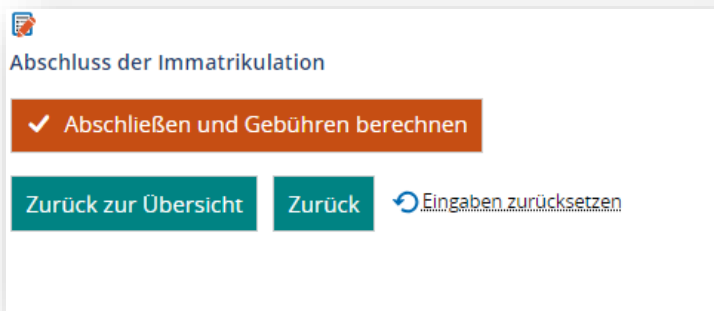 Abschluss der Immatrikulation
Abschließen und Gebühren berechnen
Zurück zur Übersicht Zurück Eingaben zurücksetzen